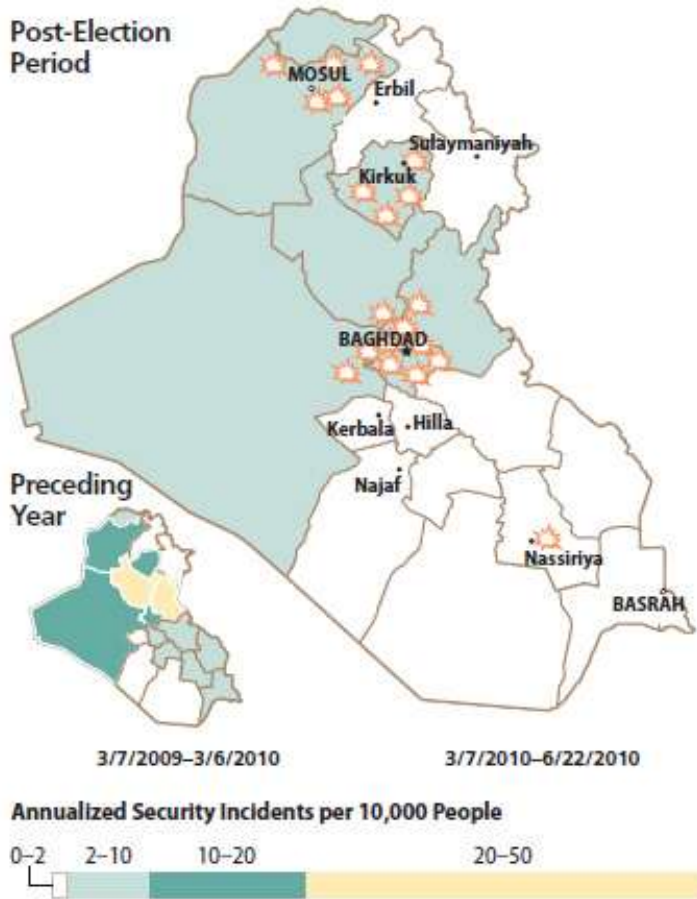 Post-Election
Period
MOSUL
Erbil
Sulaymaniyah
Kirkuk
BAGHDAD
Kerbala
Hilla
Najaf
Preceding
Year
Nassiriya
BASRAH
3/7/2009–3/6/2010
3/7/2010–6/22/2010
Annualized Security Incidents per 10,000 People
0–2 2–10 10–20 20–50